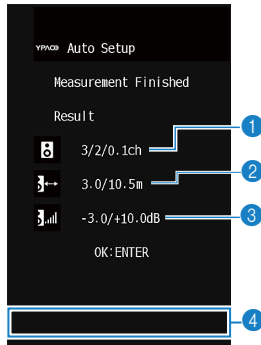 YPAO Auto Setup
Measurement Finished
Result
3/2/0.1ch
1
3.0/10.5m
2
-3.0/+10.0dB
3
OK:ENTER
4